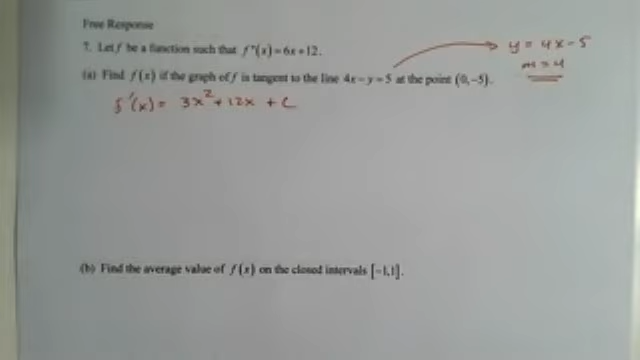 Free Response
7. Let f be a function such that f''(x) = 6x + 12.
y = 4x - 5
m = 4
(a) Find f(x) if the graph of f is tangent to the line 4x - y = 5 at the point (0, -5).
f'(x) = 3x² + 12x + C
(b) Find the average value of f(x) on the closed intervals [-1,1].